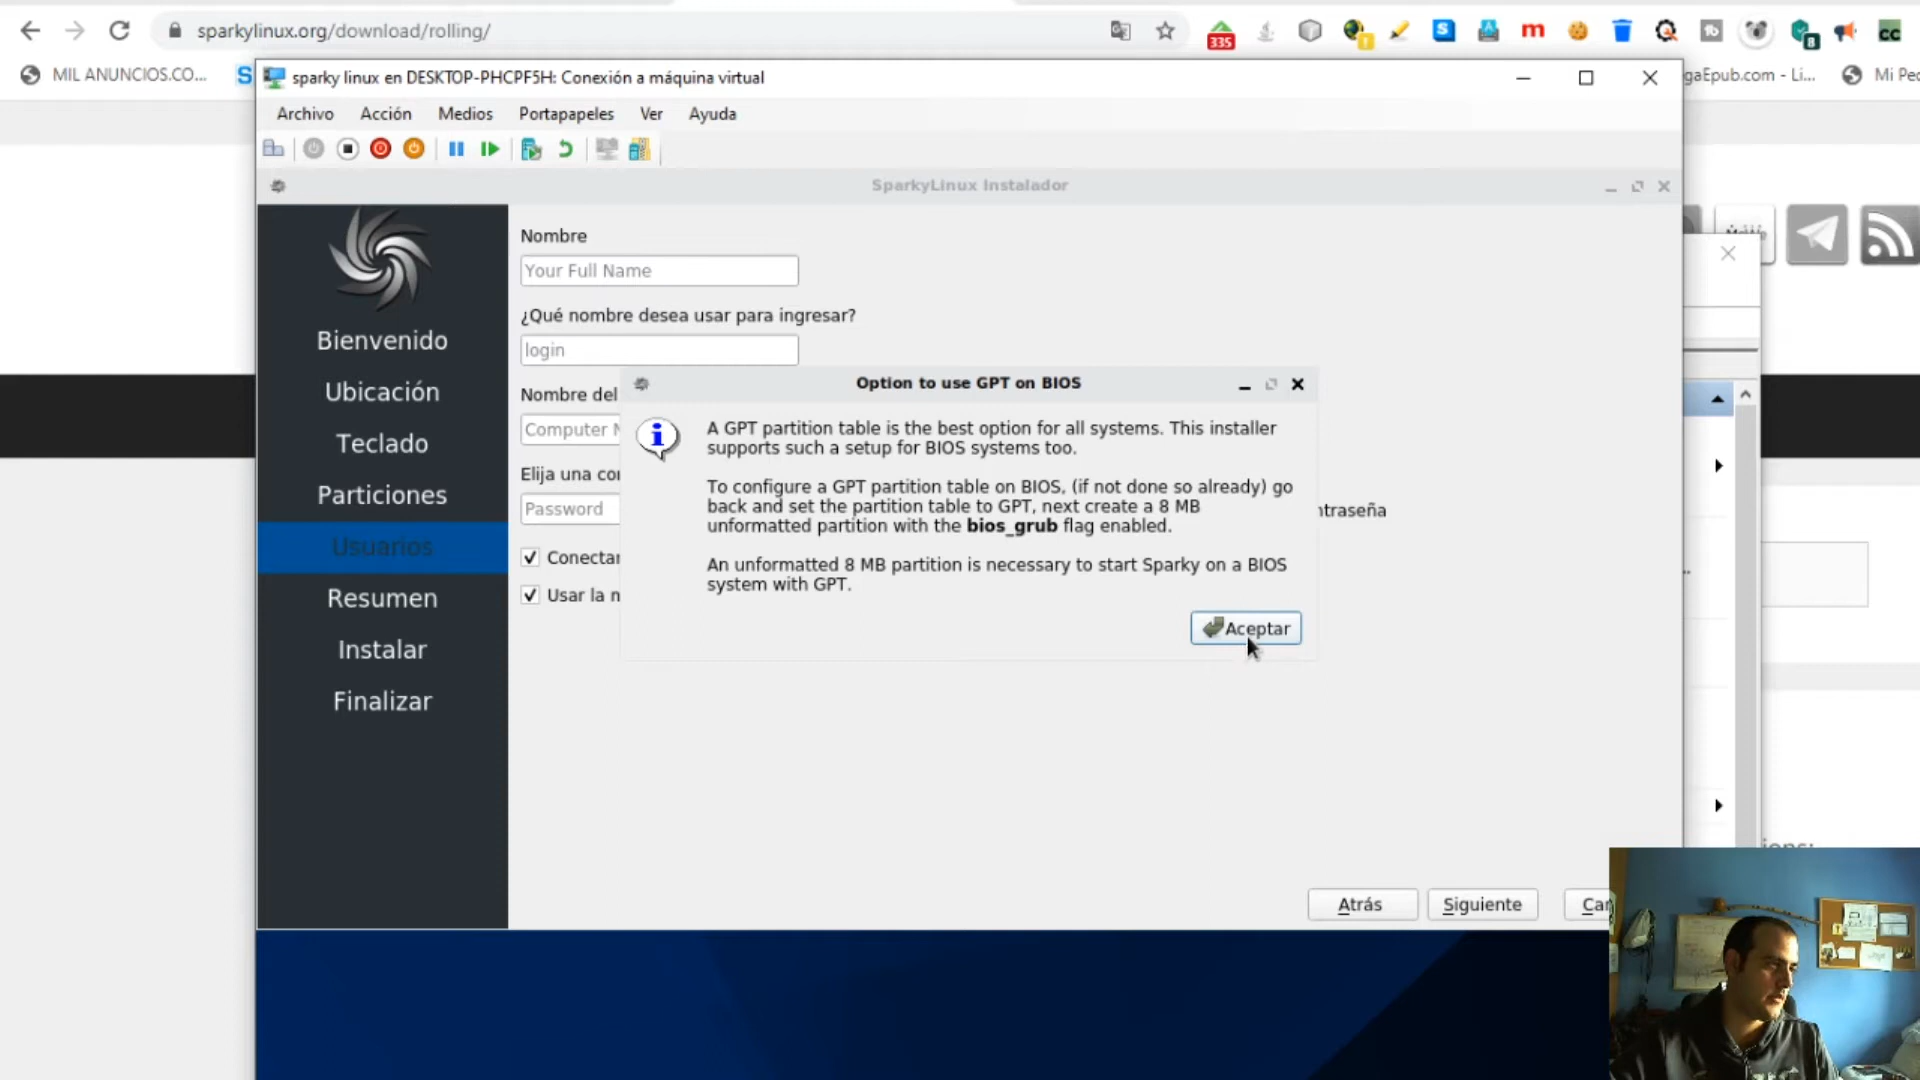 sparkylinux.org/download/rolling/
335
S
m
tb
8
CC
MIL ANUNCIOS.CO...
S
gaEpub.com - Li...
Mi Pec
sparky linux en DESKTOP-PHCPF5H: Conexión a máquina virtual
Archivo
Acción
Medios
Portapapeles
Ver
Ayuda
SparkyLinux Instalador
Bienvenido
Ubicación
Teclado
Particiones
Usuarios
Resumen
Instalar
Finalizar
Nombre
Your Full Name
¿Qué nombre desea usar para ingresar?
login
Nombre del
Computer N
Elija una co
Password
ntraseña
Conectar
Usar la n
Option to use GPT on BIOS
A GPT partition table is the best option for all systems. This installer
supports such a setup for BIOS systems too.
To configure a GPT partition table on BIOS, (if not done so already) go
back and set the partition table to GPT, next create a 8 MB
unformatted partition with the bios_grub flag enabled.
An unformatted 8 MB partition is necessary to start Sparky on a BIOS
system with GPT.
Aceptar
Atrás
Siguiente
Can